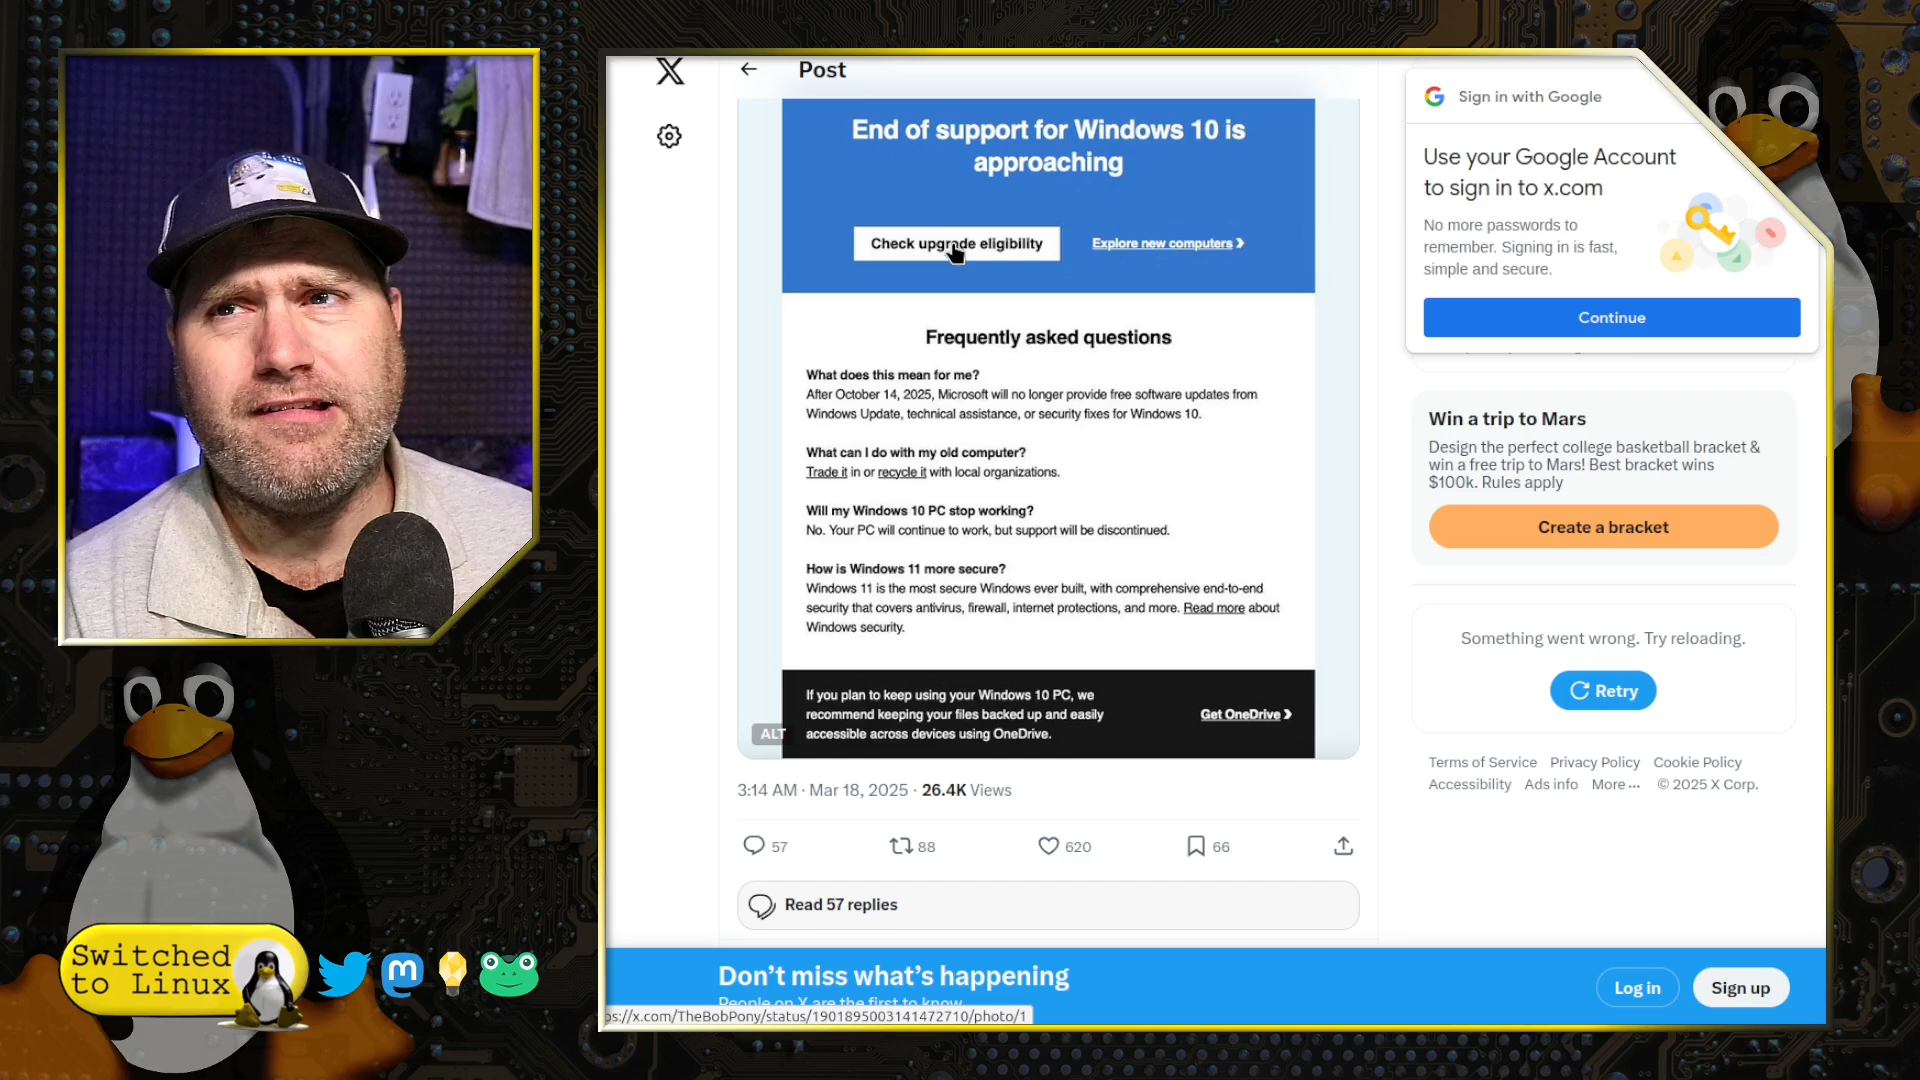 Post
End of support for Windows 10 is
approaching
Check upgrade eligibility
Explore new computers
Frequently asked questions
What does this mean for me?
After October 14, 2025, Microsoft will no longer provide free software updates from
Windows Update, technical assistance, or security fixes for Windows 10.
What can I do with my old computer?
Trade it in or recycle it with local organizations.
Will my Windows 10 PC stop working?
No. Your PC will continue to work, but support will be discontinued.
How is Windows 11 more secure?
Windows 11 is the most secure Windows ever built, with comprehensive end-to-end
security that covers antivirus, firewall, internet protections, and more. Read more about
Windows security.
If you plan to keep using your Windows 10 PC, we
recommend keeping your files backed up and easily
accessible across devices using OneDrive.
Get OneDrive
ALT
3:14 AM · Mar 18, 2025 · 26.4K Views
57
88
620
66
Read 57 replies
Sign in with Google
Use your Google Account
to sign in to x.com
No more passwords to
remember. Signing in is fast,
simple and secure.
Continue
Win a trip to Mars
Design the perfect college basketball bracket &
win a free trip to Mars! Best bracket wins
$100k. Rules apply
Create a bracket
Something went wrong. Try reloading.
Retry
Terms of Service Privacy Policy Cookie Policy
Accessibility Ads info More ··· © 2025 X Corp.
Don’t miss what’s happening
People on X are the first to know.
Log in
Sign up
ps://x.com/TheBobPony/status/1901895003141472710/photo/1
Switched
to Linux